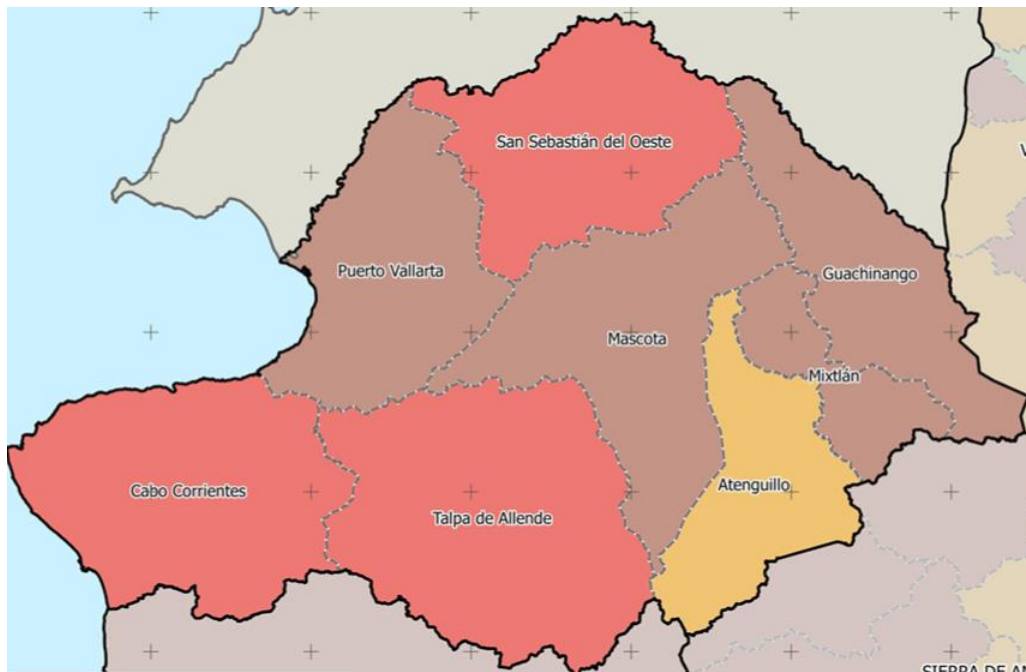 San Sebastián del Oeste
Puerto Vallarta
Guachinango
Mascota
Mixtlán
Atenguillo
Cabo Corrientes
Talpa de Allende